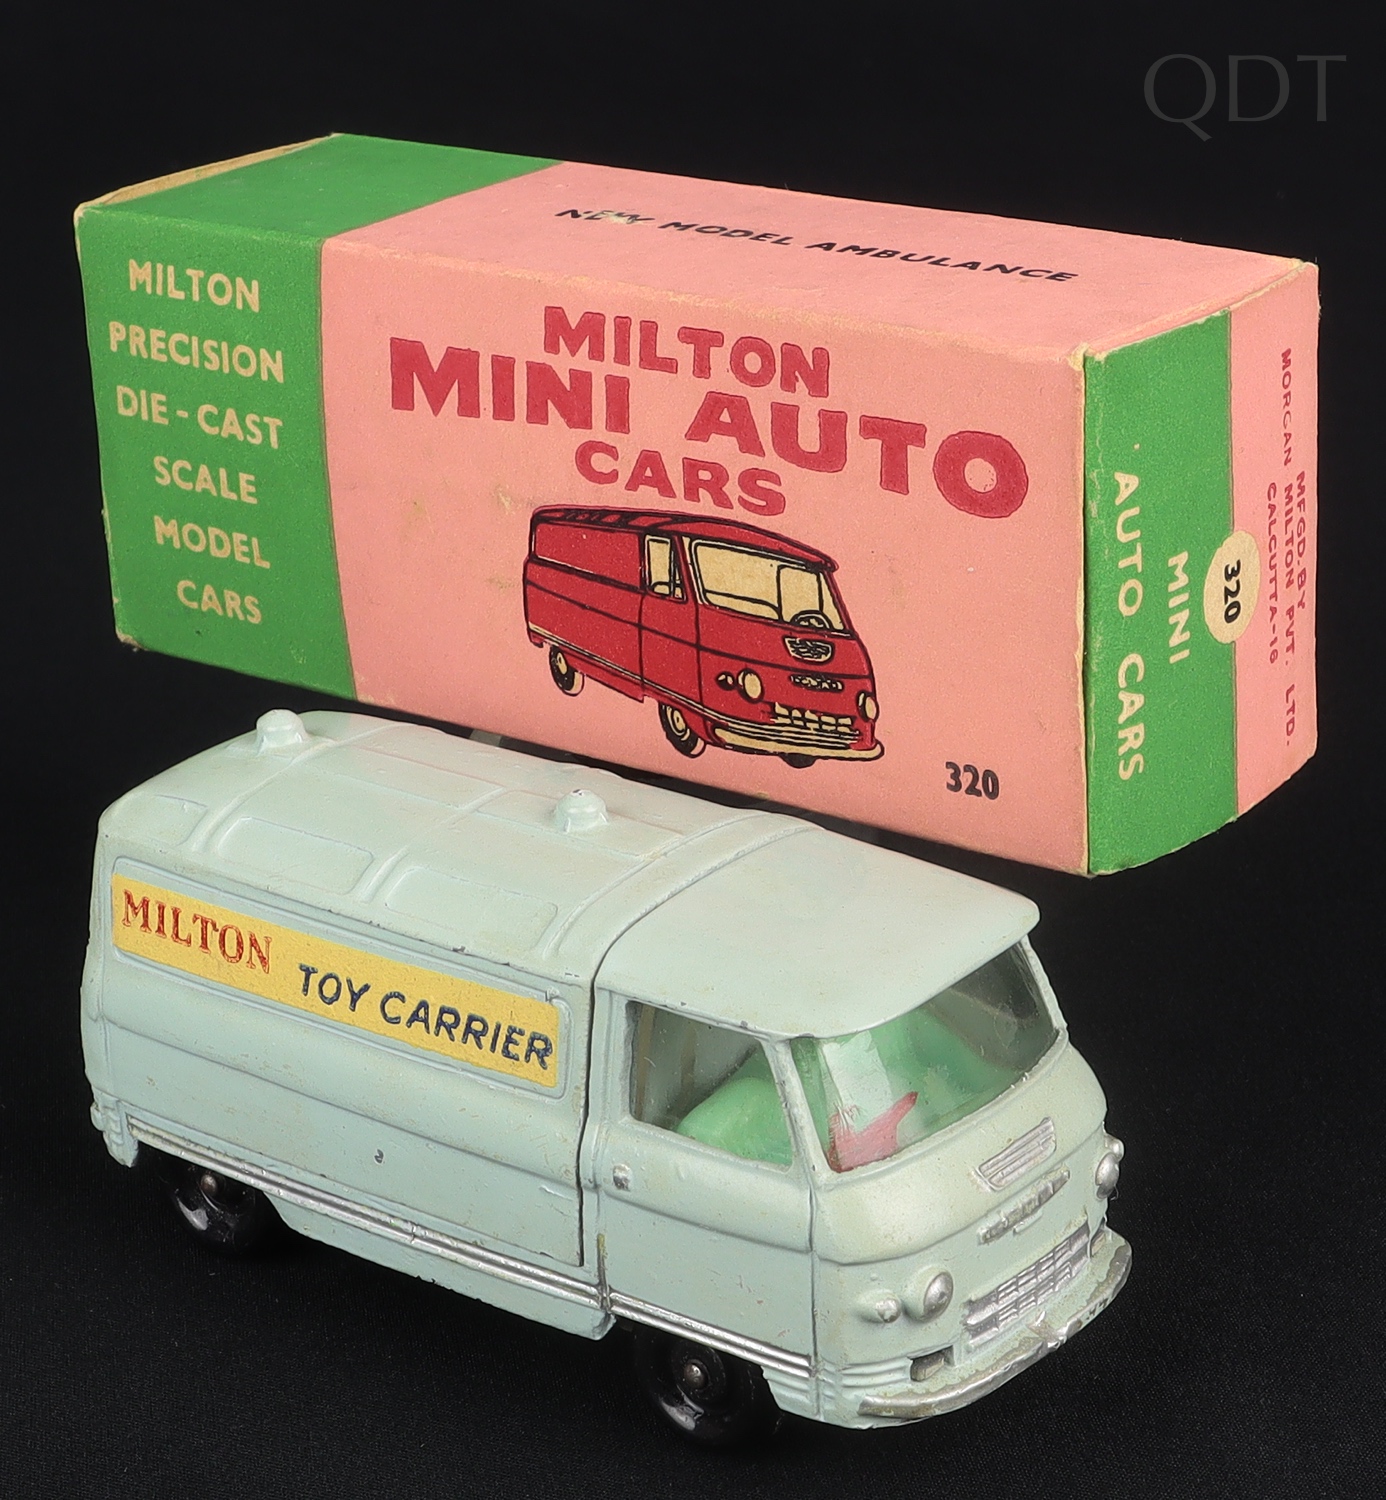 QDT
NEW MODEL AMBULANCE
MILTON
PRECISION
DIE-CAST
SCALE
MODEL
CARS
MILTON
MINI AUTO
CARS
320
MINI
AUTO CARS
320
MFGD. BY
MORGAN MILTON PVT. LTD.
CALCUTTA-16
MILTON TOY CARRIER